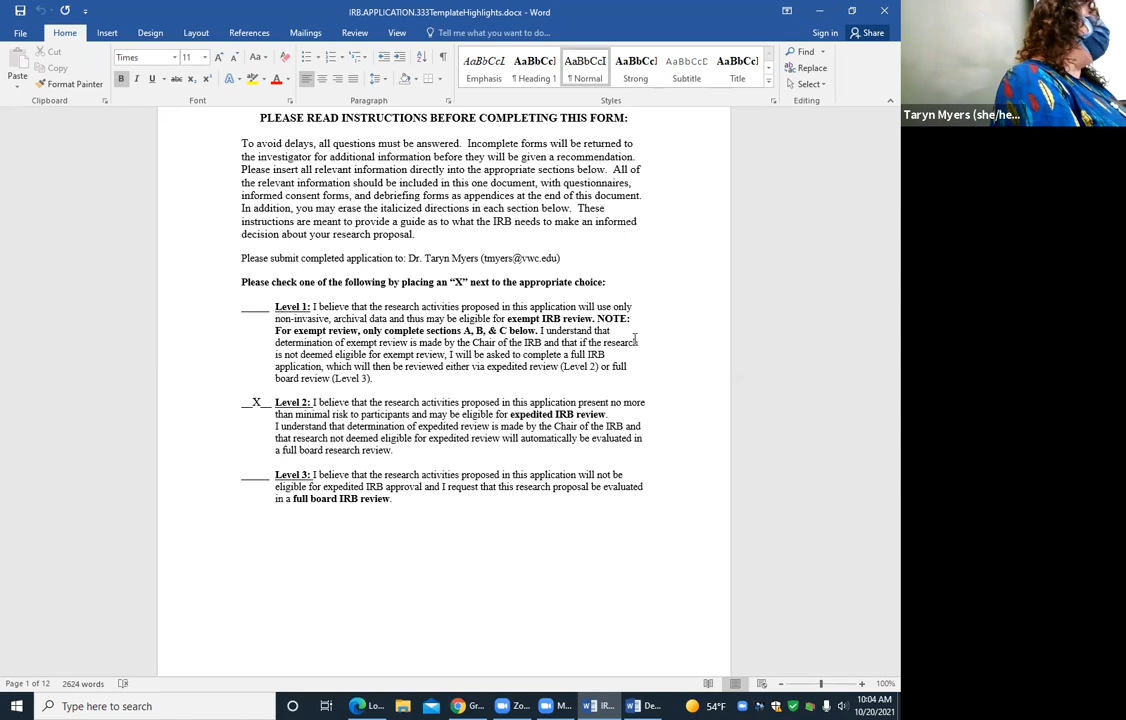 IRB.APPLICATION.333TemplateHighlights.docx - Word
File Home Insert Design Layout References Mailings Review View Tell me what you want to do... Sign in Share
Paste Cut Copy Format Painter
Times 11
AaBbCcL AaBbCc AaBbCcI AaBbCc AaBbCcI AaBbCc
Emphasis ¶ Heading 1 ¶ Normal Strong Subtitle Title
Find Replace Select
Clipboard Font Paragraph Styles Editing
Taryn Myers (she/he...
PLEASE READ INSTRUCTIONS BEFORE COMPLETING THIS FORM:
To avoid delays, all questions must be answered. Incomplete forms will be returned to
the investigator for additional information before they will be given a recommendation.
Please insert all relevant information directly into the appropriate sections below. All of
the relevant information should be included in this one document, with questionnaires,
informed consent forms, and debriefing forms as appendices at the end of this document.
In addition, you may erase the italicized directions in each section below. These
instructions are meant to provide a guide as to what the IRB needs to make an informed
decision about your research proposal.
Please submit completed application to: Dr. Taryn Myers (tmyers@vwc.edu)
Please check one of the following by placing an “X” next to the appropriate choice:
_____ Level 1: I believe that the research activities proposed in this application will use only
non-invasive, archival data and thus may be eligible for exempt IRB review. NOTE:
For exempt review, only complete sections A, B, & C below. I understand that
determination of exempt review is made by the Chair of the IRB and that if the research
is not deemed eligible for exempt review, I will be asked to complete a full IRB
application, which will then be reviewed either via expedited review (Level 2) or full
board review (Level 3).
__X__ Level 2: I believe that the research activities proposed in this application present no more
than minimal risk to participants and may be eligible for expedited IRB review.
I understand that determination of expedited review is made by the Chair of the IRB and
that research not deemed eligible for expedited review will automatically be evaluated in
a full board research review.
_____ Level 3: I believe that the research activities proposed in this application will not be
eligible for expedited IRB approval and I request that this research proposal be evaluated
in a full board IRB review.
Page 1 of 12 2624 words 100%
Type here to search Lo... Gr... Zo... M... IR... De... 54°F 10:04 AM
10/20/2021